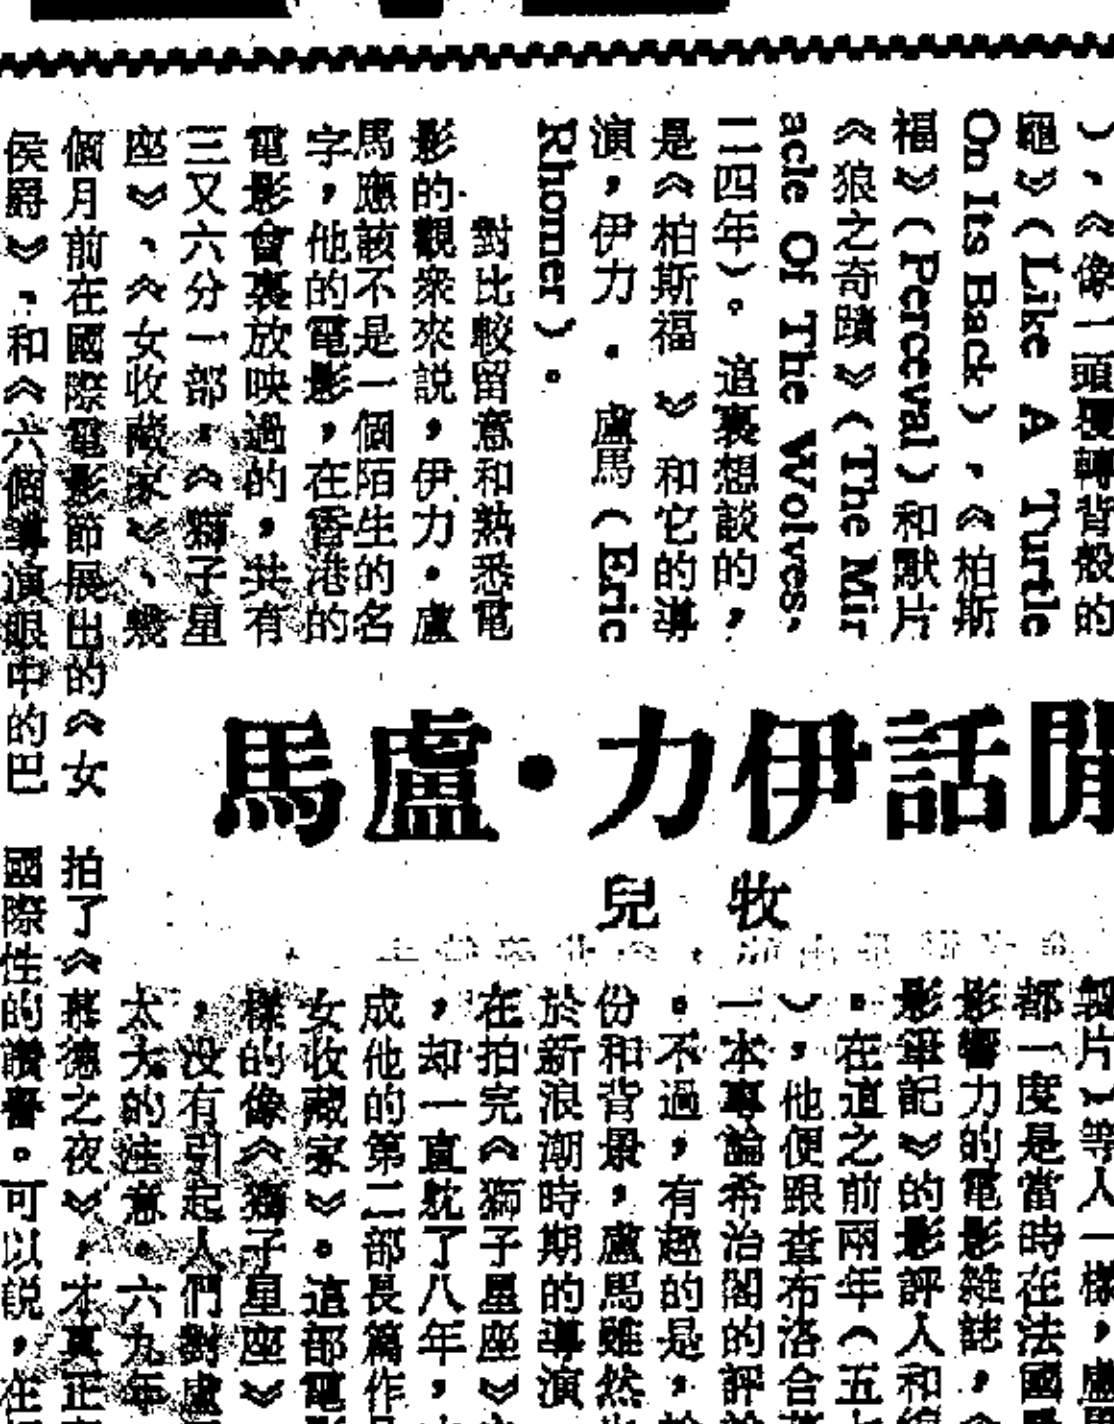 閒話伊力·盧馬
牧兒
）,《像一頭覆轉背殼的
龜》（Like A Turtle
On Its Back）,《柏斯
福》（Perceval）和默片
《狼之奇蹟》（The Mir
acle Of The Wolves,
二四年）。這裏想談的，
是《柏斯福》和它的導
演，伊力·盧馬（Eric
Rhomer）。
對比較留意和熟悉電
影的觀衆來説，伊力·盧
馬應該不是一個陌生的名
字，他的電影，在香港的
電影會裏放映過的，共有
三又六分一部，《獅子星
座》、《女收藏家》、幾
個月前在國際電影節展出的《女
侯爵》，和《六個導演眼中的巴
製片）等人一樣，盧
都一度是當時在法國
影響力的電影雜誌，《
影筆記》的影評人和
。在這之前兩年（五
），他便跟查布洛合
一本專論希治閣的評
。不過，有趣的是，
份和背景，盧馬雖然
於新浪潮時期的導演
在拍完《獅子星座》
，却一直躭了八年，
成他的第二部長篇作
女收藏家》。這部電
樣的像《獅子星座》
，没有引起人們對盧
太大的注意。六九年
拍了《慕德之夜》，才真正
國際性的讚譽。可以説，在